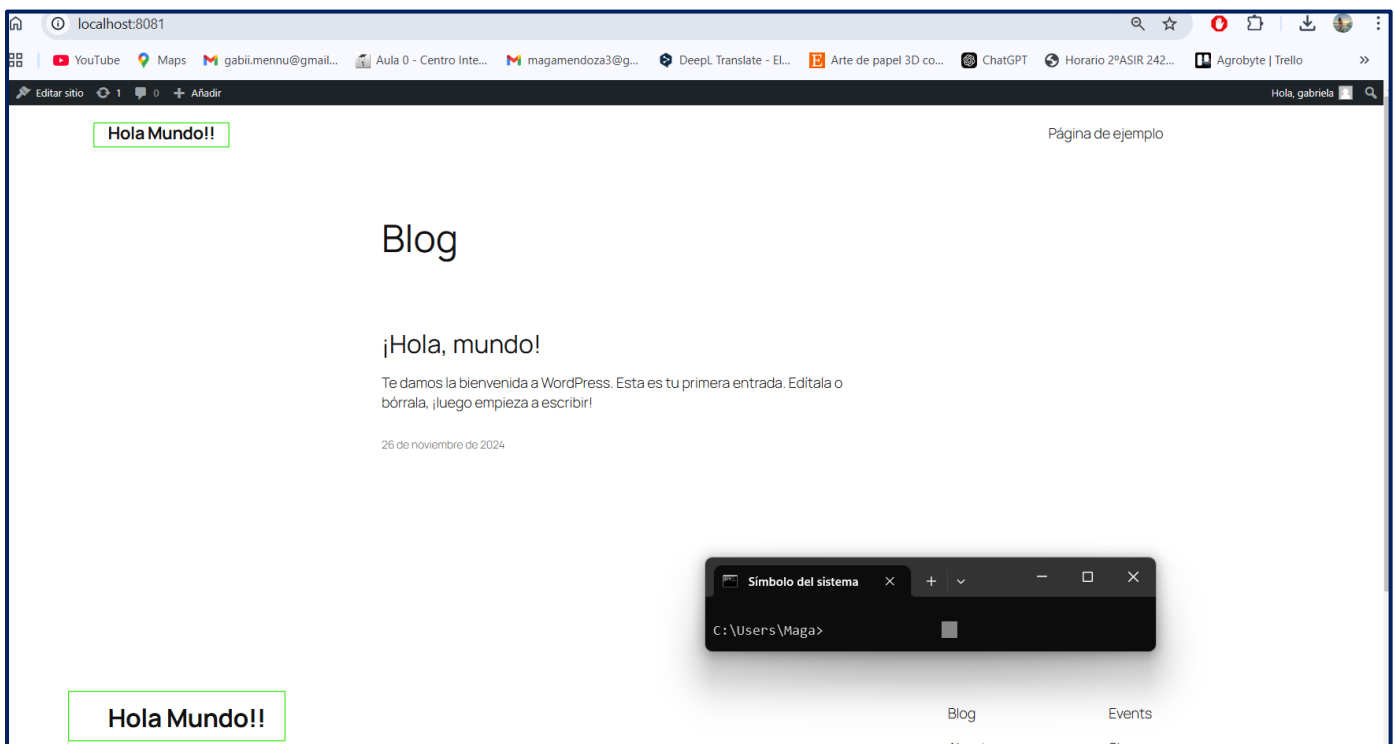 localhost:8081
YouTube Maps gabii.mennu@gmail... Aula 0 - Centro Inte... magamendoza3@g... DeepL Translate - El... Arte de papel 3D co... ChatGPT Horario 2ºASIR 242... Agrobyte | Trello
Editar sitio 1 0 Añadir Hola, gabriela
Hola Mundo!! Página de ejemplo
Blog
¡Hola, mundo!
Te damos la bienvenida a WordPress. Esta es tu primera entrada. Edítala o
bórrala, ¡luego empieza a escribir!
26 de noviembre de 2024
Símbolo del sistema
C:\Users\Maga>
Hola Mundo!! Blog Events